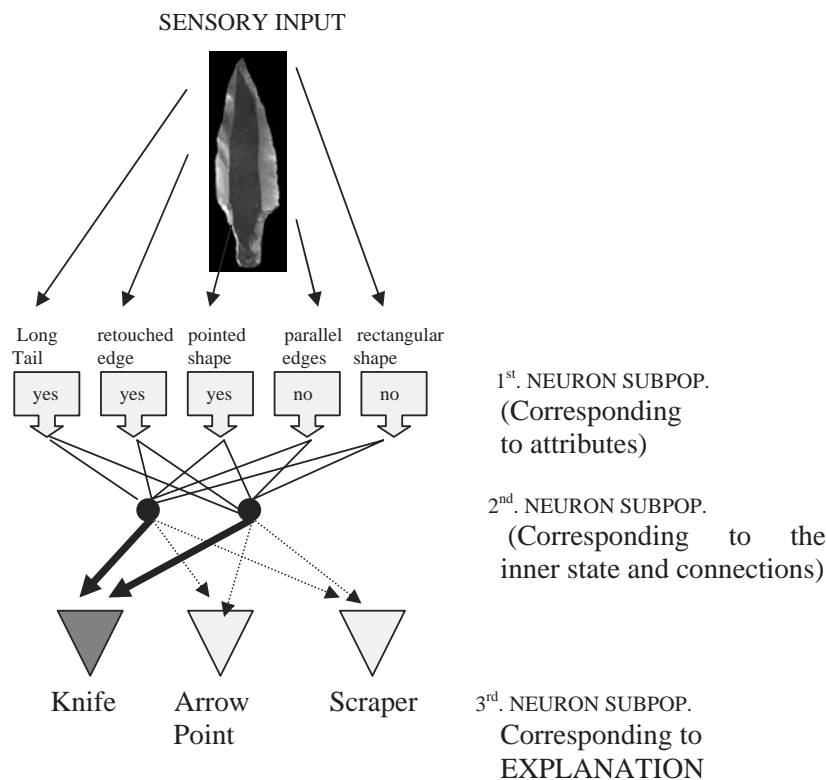 SENSORY INPUT
Long Tail
retouched edge
pointed shape
parallel edges
rectangular shape
yes
yes
yes
no
no
1st. NEURON SUBPOP.
(Corresponding
to attributes)
2nd. NEURON SUBPOP.
(Corresponding to the
inner state and connections)
Knife
Arrow Point
Scraper
3rd. NEURON SUBPOP.
Corresponding to
EXPLANATION